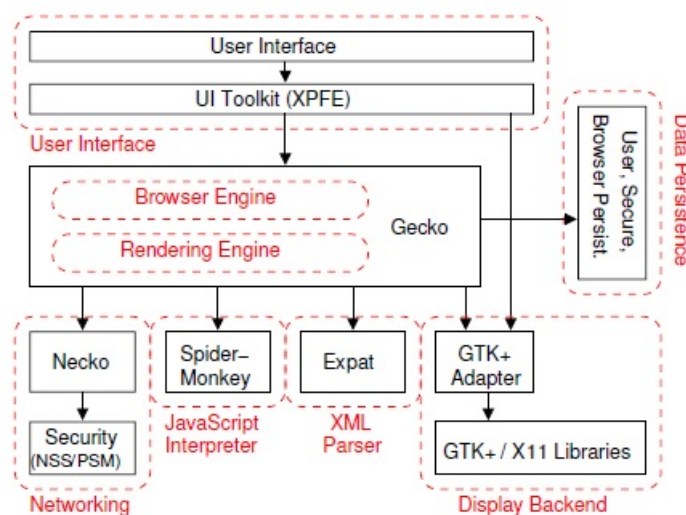 User Interface
UI Toolkit (XPFE)
User Interface
User, Secure,
Browser Persist.
Data Persistence
Browser Engine
Rendering Engine
Gecko
Necko
Spider–
Monkey
Expat
GTK+
Adapter
Security
(NSS/PSM)
JavaScript
Interpreter
XML
Parser
GTK+ / X11 Libraries
Networking
Display Backend